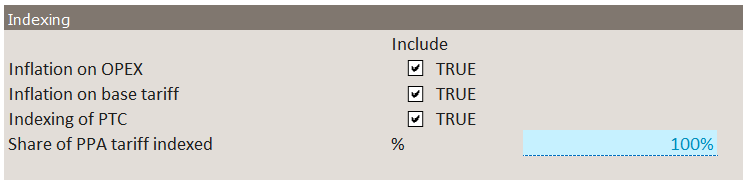 Indexing
Include
Inflation on OPEX TRUE
Inflation on base tariff TRUE
Indexing of PTC TRUE
Share of PPA tariff indexed % 100%